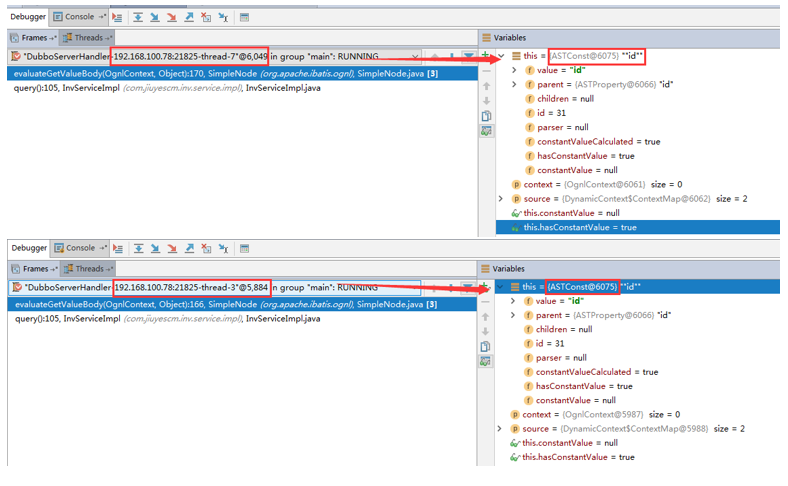 Debugger Console →*
Frames →* Threads →*
Variables
"DubboServerHandler-192.168.100.78:21825-thread-7"@6,049 in group "main": RUNNING
evaluateGetValueBody(OgnlContext, Object):170, SimpleNode (org.apache.ibatis.ognl), SimpleNode.java [3]
query():105, InvServiceImpl (com.jiuyescm.inv.service.impl), InvServiceImpl.java
this = {ASTConst@6075} ""id""
value = "id"
parent = {ASTProperty@6066} "id"
children = null
id = 31
parser = null
constantValueCalculated = true
hasConstantValue = true
constantValue = null
context = {OgnlContext@6061} size = 0
source = {DynamicContext$ContextMap@6062} size = 2
this.constantValue = null
this.hasConstantValue = true
Debugger Console →*
Frames →* Threads →*
Variables
"DubboServerHandler-192.168.100.78:21825-thread-3"@5,884 in group "main": RUNNING
evaluateGetValueBody(OgnlContext, Object):166, SimpleNode (org.apache.ibatis.ognl), SimpleNode.java [3]
query():105, InvServiceImpl (com.jiuyescm.inv.service.impl), InvServiceImpl.java
this = {ASTConst@6075} ""id""
value = "id"
parent = {ASTProperty@6066} "id"
children = null
id = 31
parser = null
constantValueCalculated = true
hasConstantValue = true
constantValue = null
context = {OgnlContext@5987} size = 0
source = {DynamicContext$ContextMap@5988} size = 2
this.constantValue = null
this.hasConstantValue = true